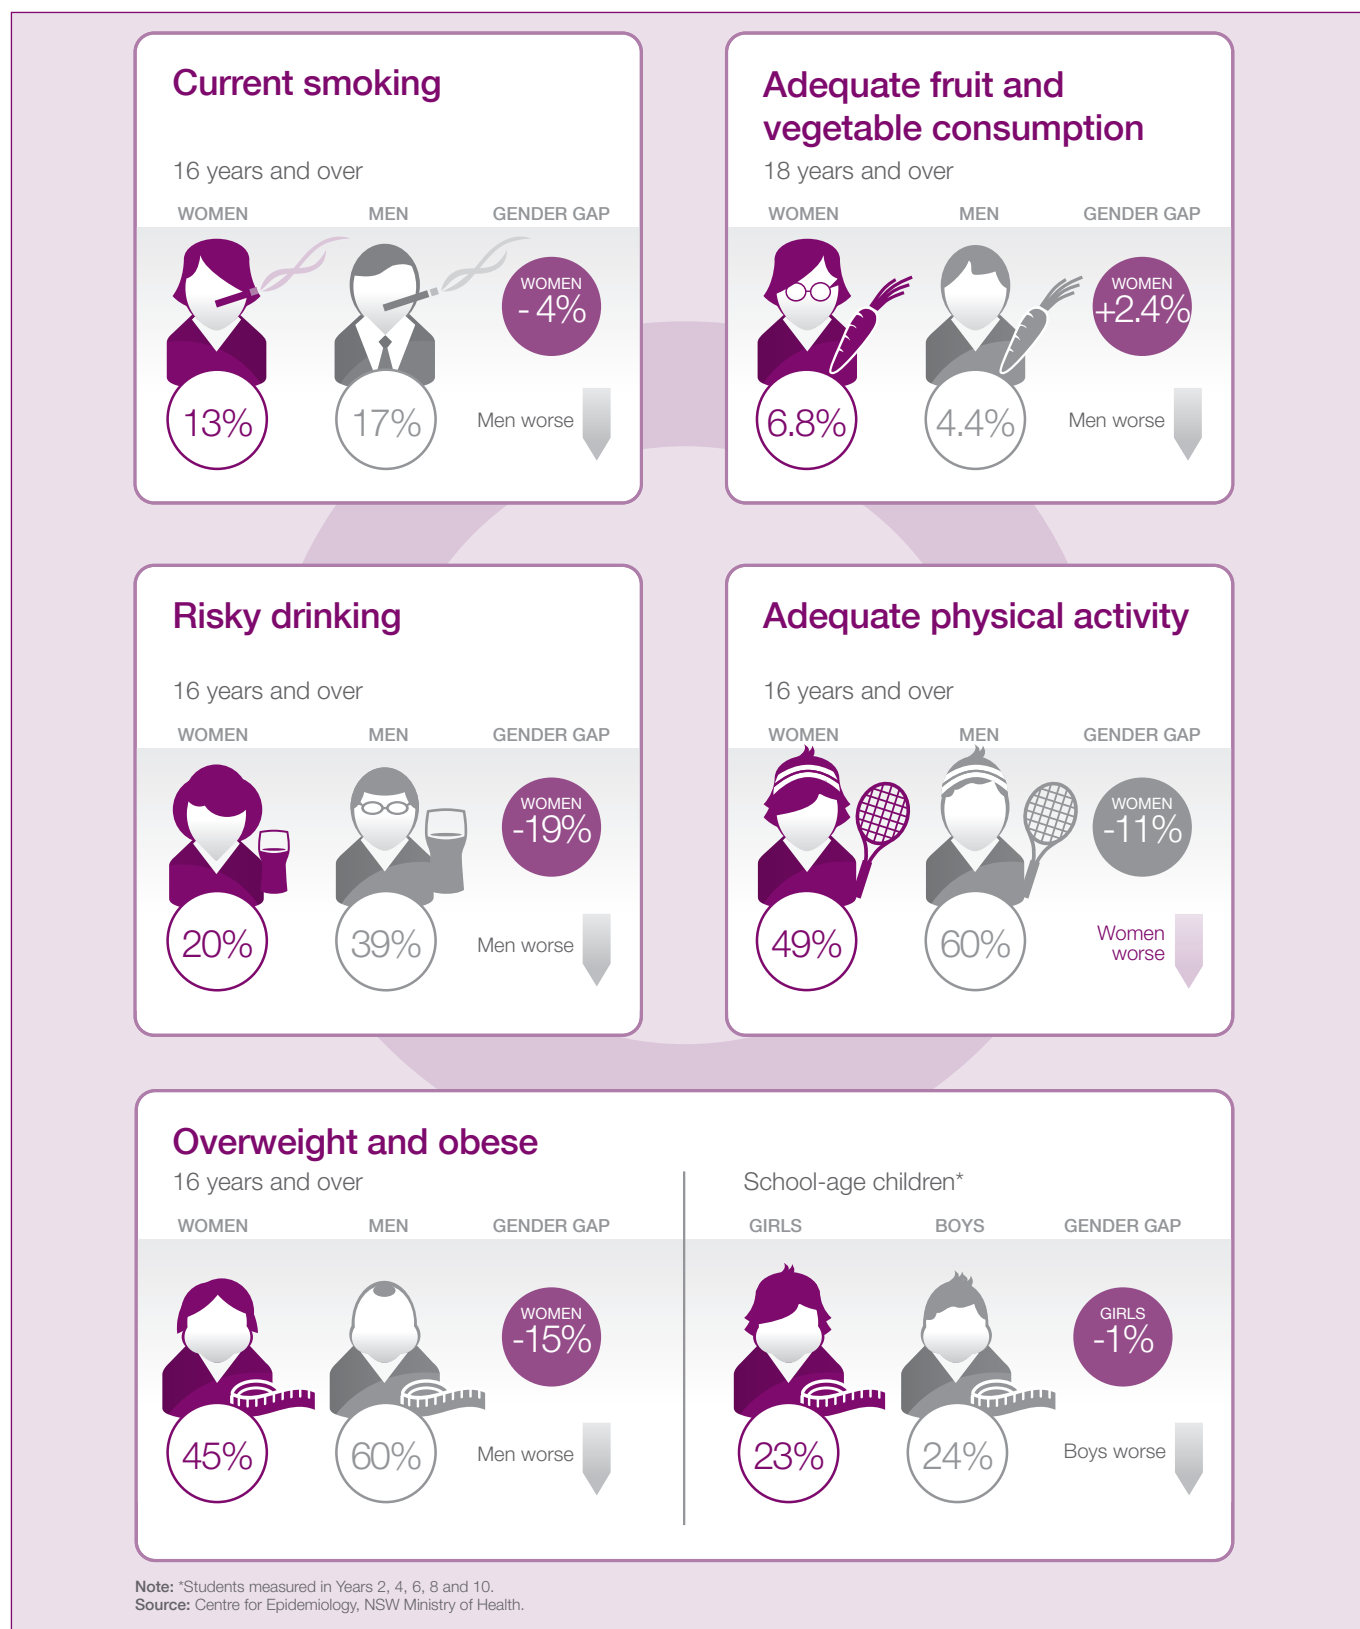 Current smoking
16 years and over
WOMEN MEN GENDER GAP
WOMEN
- 4%
13% 17% Men worse
Adequate fruit and
vegetable consumption
18 years and over
WOMEN MEN GENDER GAP
WOMEN
+2.4%
6.8% 4.4% Men worse
Risky drinking
16 years and over
WOMEN MEN GENDER GAP
WOMEN
-19%
20% 39% Men worse
Adequate physical activity
16 years and over
WOMEN MEN GENDER GAP
WOMEN
-11%
49% 60% Women
worse
Overweight and obese
16 years and over
WOMEN MEN GENDER GAP
WOMEN
-15%
45% 60% Men worse
School-age children*
GIRLS BOYS GENDER GAP
GIRLS
-1%
23% 24% Boys worse
Note: *Students measured in Years 2, 4, 6, 8 and 10.
Source: Centre for Epidemiology, NSW Ministry of Health.